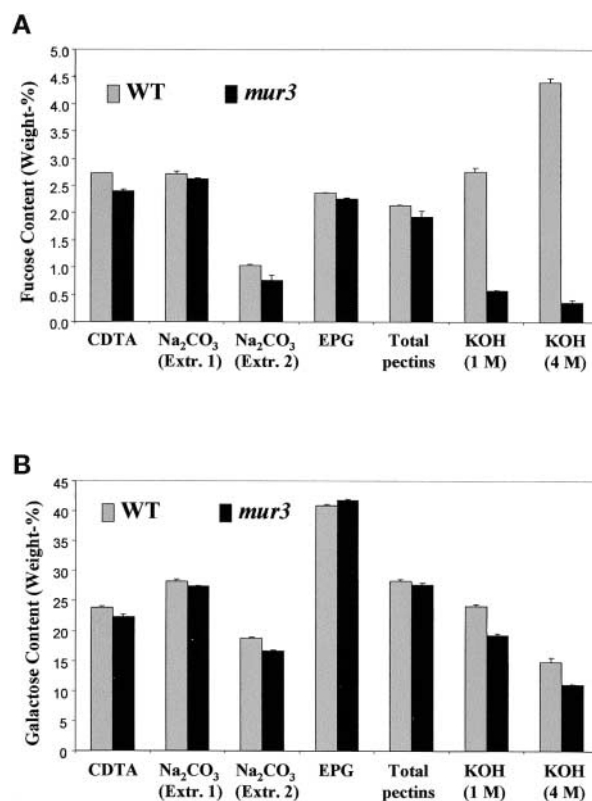 A
Fucose Content (Weight-%)
5.0
4.5
4.0
3.5
3.0
2.5
2.0
1.5
1.0
0.5
0.0
WT mur3
CDTA Na₂CO₃ Na₂CO₃ EPG Total KOH KOH
(Extr. 1) (Extr. 2) pectins (1 M) (4 M)
B
Galactose Content (Weight-%)
45
40
35
30
25
20
15
10
5
0
WT mur3
CDTA Na₂CO₃ Na₂CO₃ EPG Total KOH KOH
(Extr. 1) (Extr. 2) pectins (1 M) (4 M)